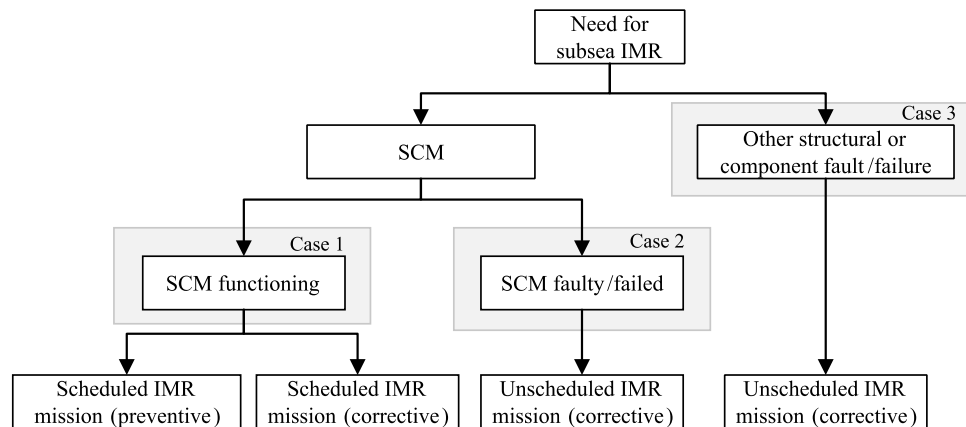 Need for
subsea IMR
Case 3
SCM
Other structural or
component fault/failure
Case 1
Case 2
SCM functioning
SCM faulty/failed
Scheduled IMR
mission (preventive)
Scheduled IMR
mission (corrective)
Unscheduled IMR
mission (corrective)
Unscheduled IMR
mission (corrective)